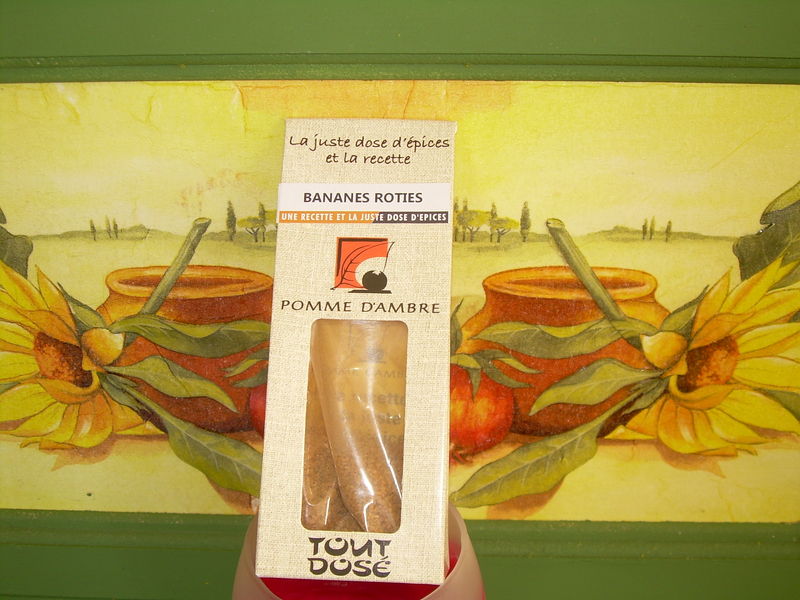 La juste dose d'épices
et la recette
BANANES ROTIES
UNE RECETTE ET LA JUSTE DOSE D'EPICES
POMME D'AMBRE
TOUT
DOSÉ